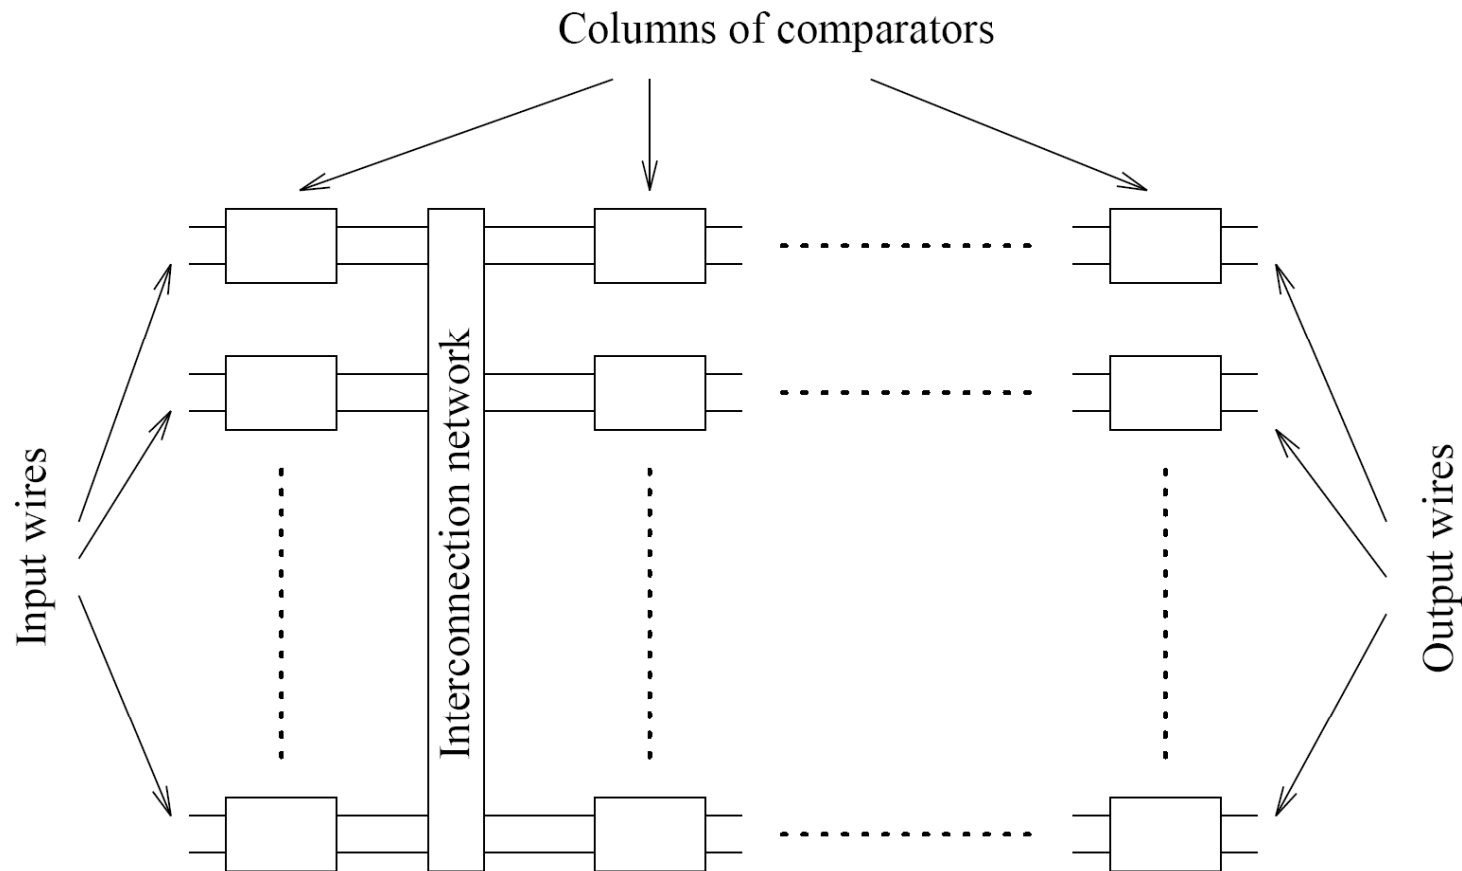 Columns of comparators
Input wires
Interconnection network
Output wires